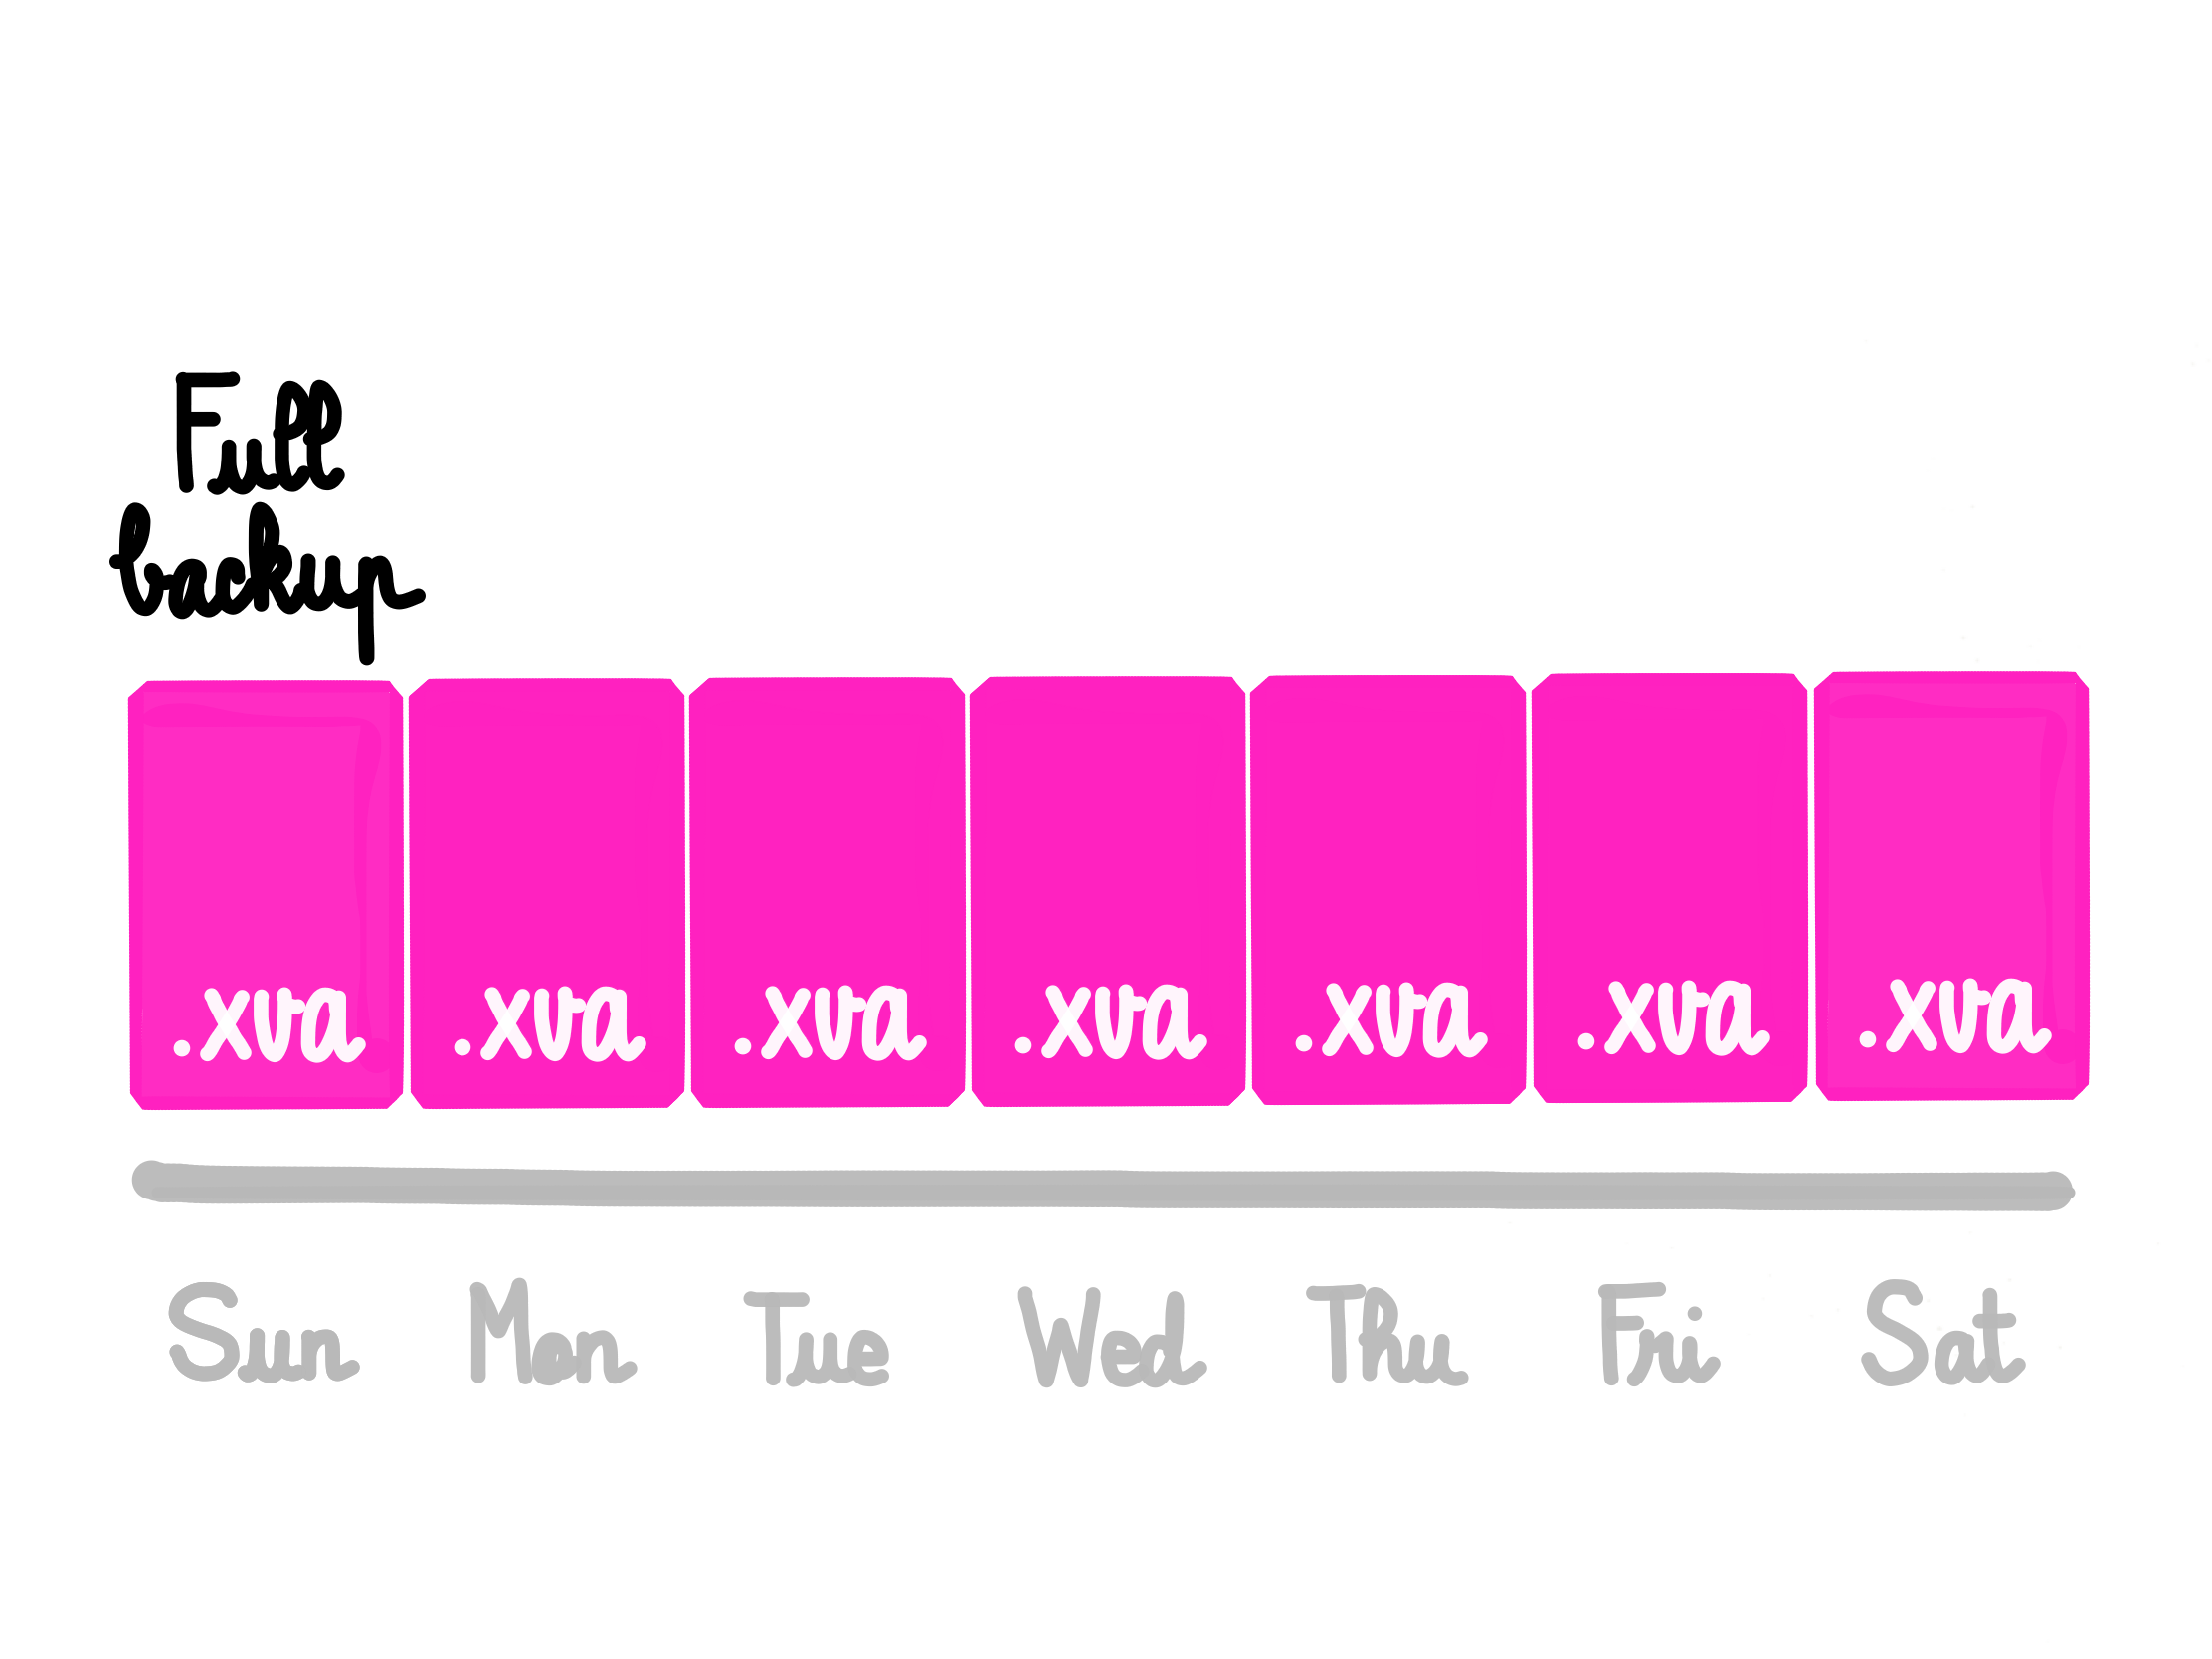 Full
backup
.xva .xva .xva .xva .xva .xva .xva
Sun Mon Tue Wed Thu Fri Sat